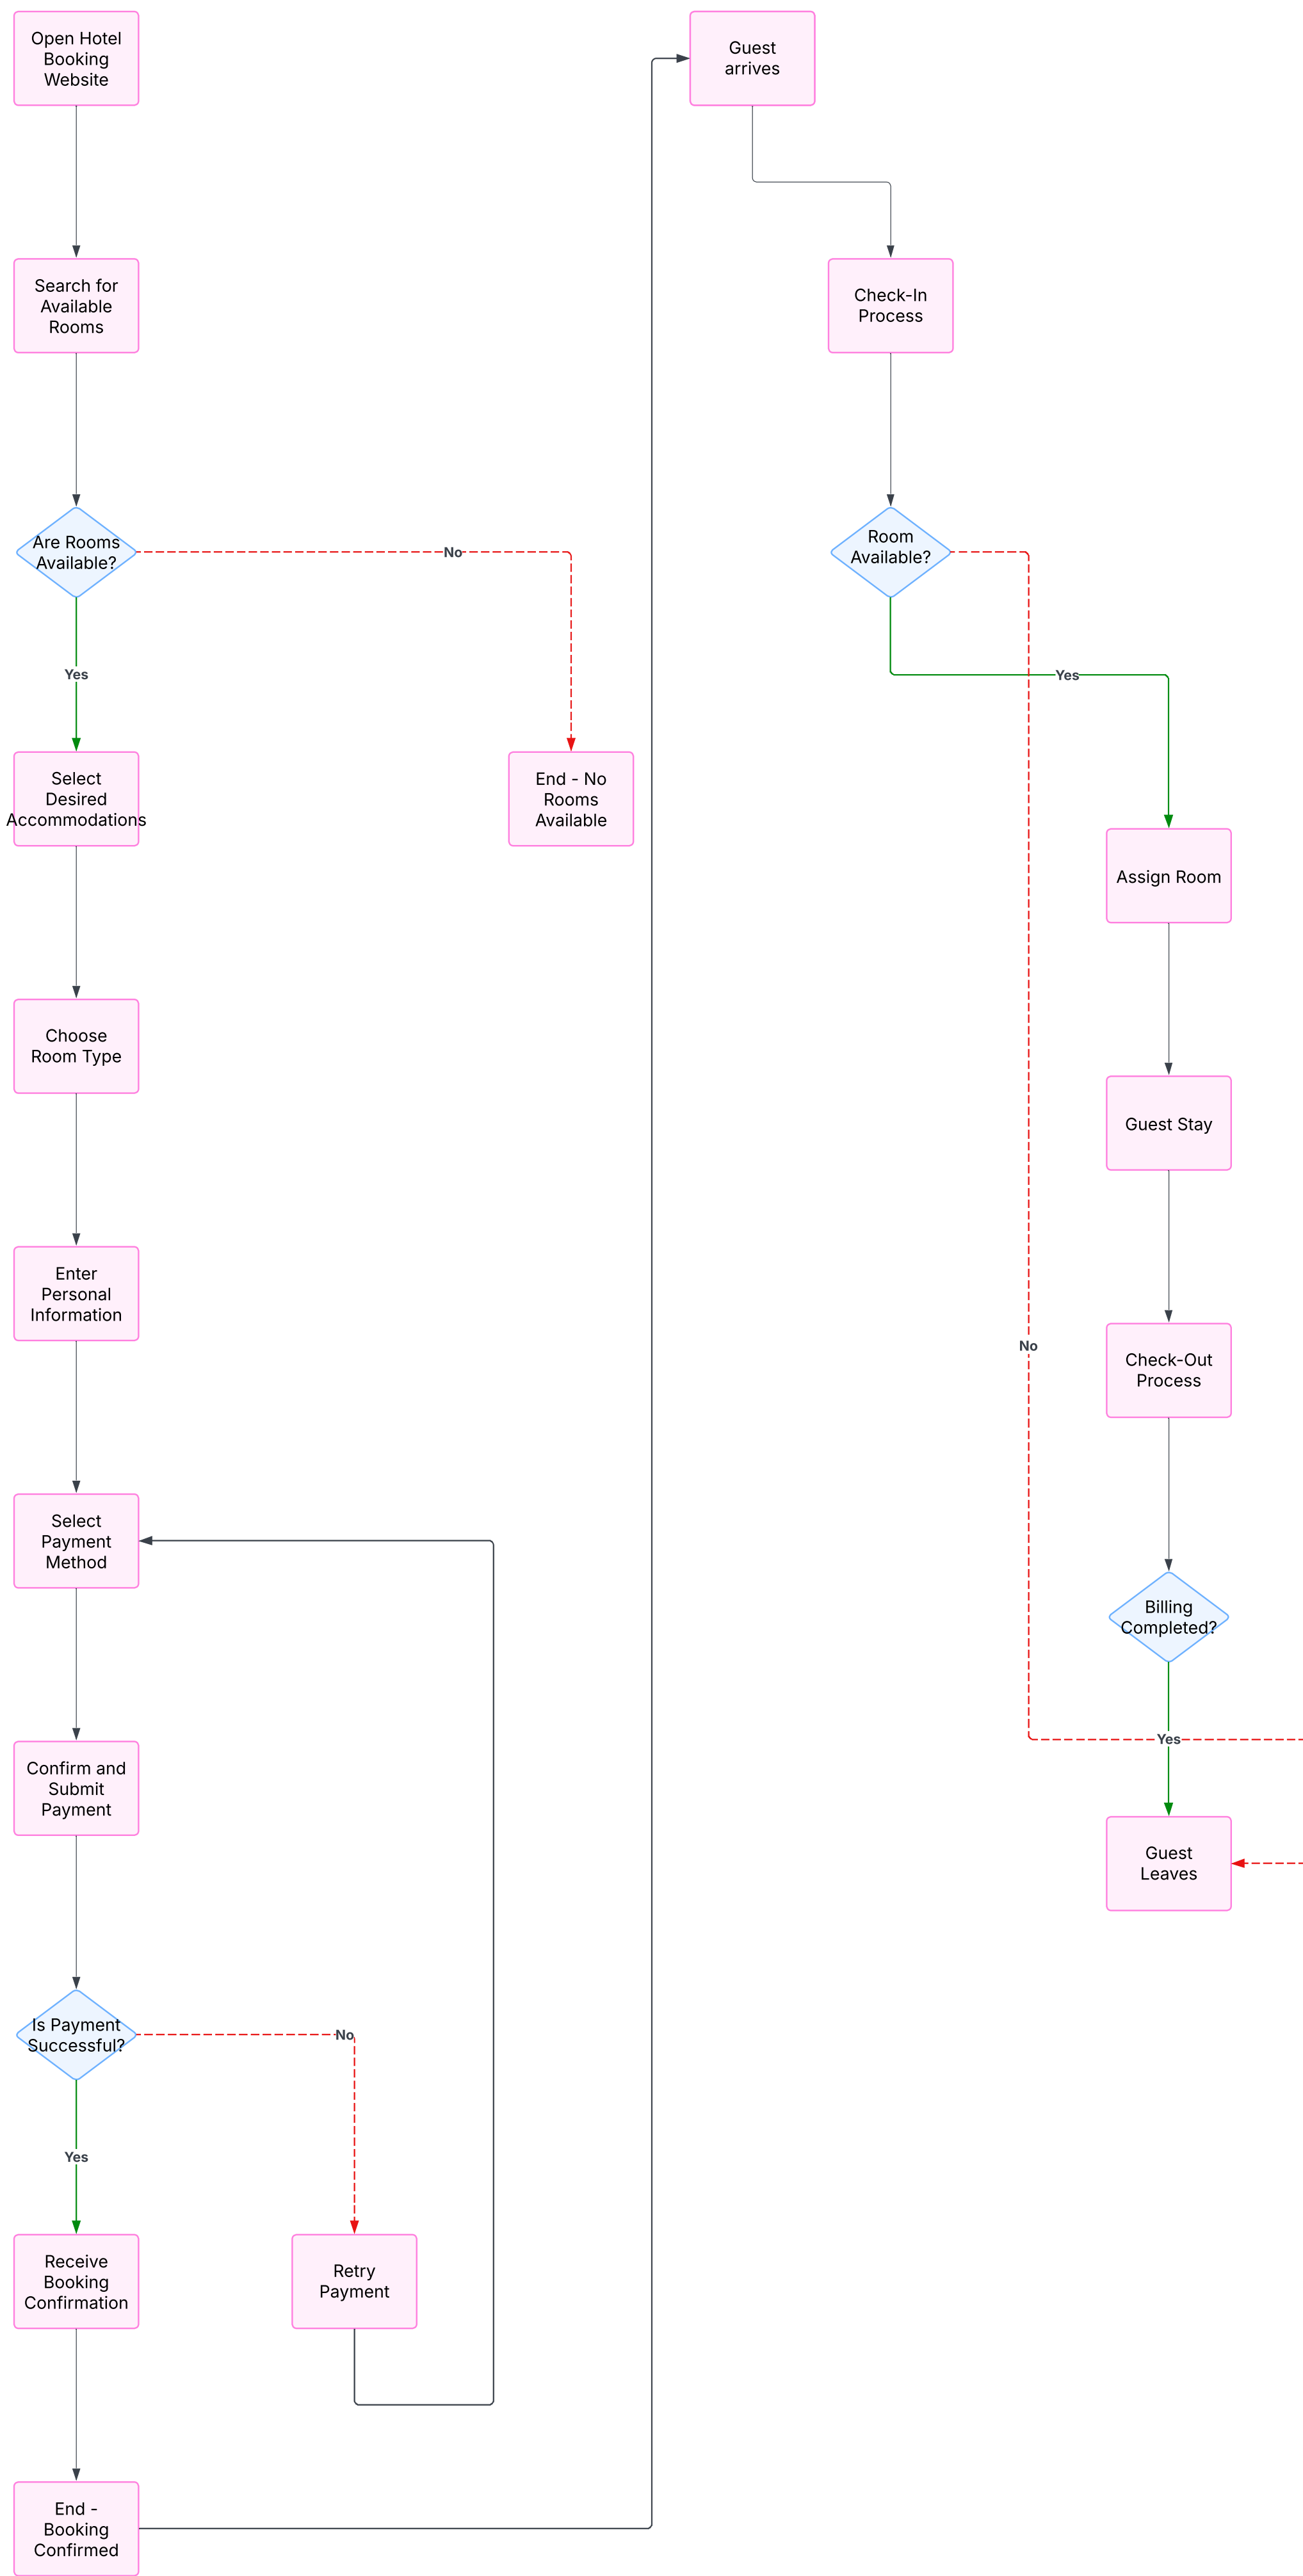 Open Hotel
Booking
Website
Search for
Available
Rooms
Are Rooms
Available?
No
Yes
Select
Desired
Accommodations
End - No
Rooms
Available
Choose
Room Type
Enter
Personal
Information
Select
Payment
Method
Confirm and
Submit
Payment
Is Payment
Successful?
No
Yes
Receive
Booking
Confirmation
Retry
Payment
End -
Booking
Confirmed
Guest
arrives
Check-In
Process
Room
Available?
Yes
No
Assign Room
Guest Stay
Check-Out
Process
Billing
Completed?
Yes
Guest
Leaves